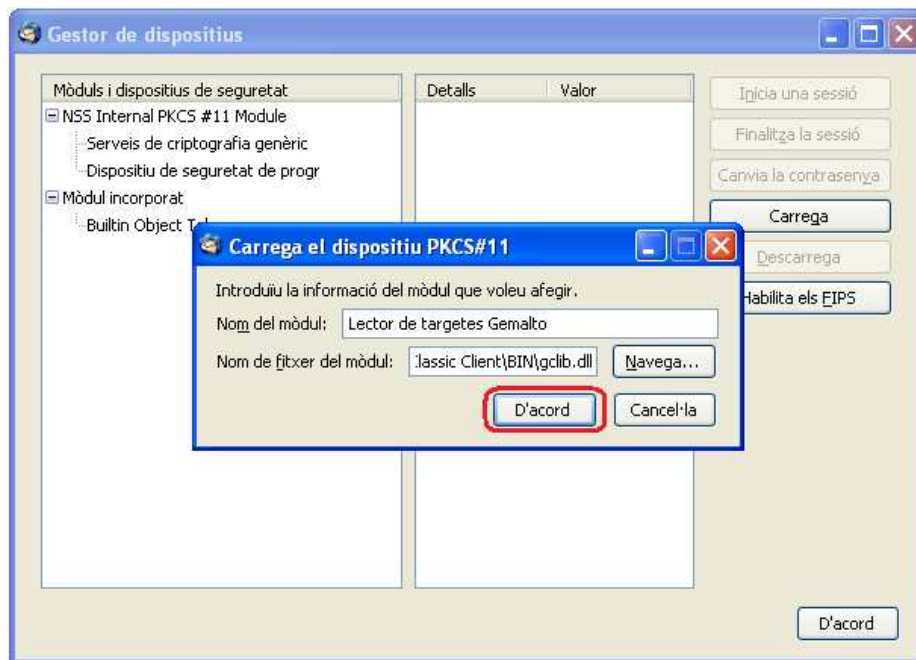 Gestor de dispositius
Mòduls i dispositius de seguretat
Detalls Valor
NSS Internal PKCS #11 Module
Serveis de criptografia genèric
Dispositiu de seguretat de progr
Mòdul incorporat
Builtin Object
Inicia una sessió
Finalitza la sessió
Canvia la contrasenya
Carrega
Descarrega
Habilita els FIPS
Carrega el dispositiu PKCS#11
Introduïu la informació del mòdul que voleu afegir.
Nom del mòdul: Lector de targetes Gemalto
Nom de fitxer del mòdul: lassic Client\BIN\gclib.dll Navega...
D'acord Cancel·la
D'acord